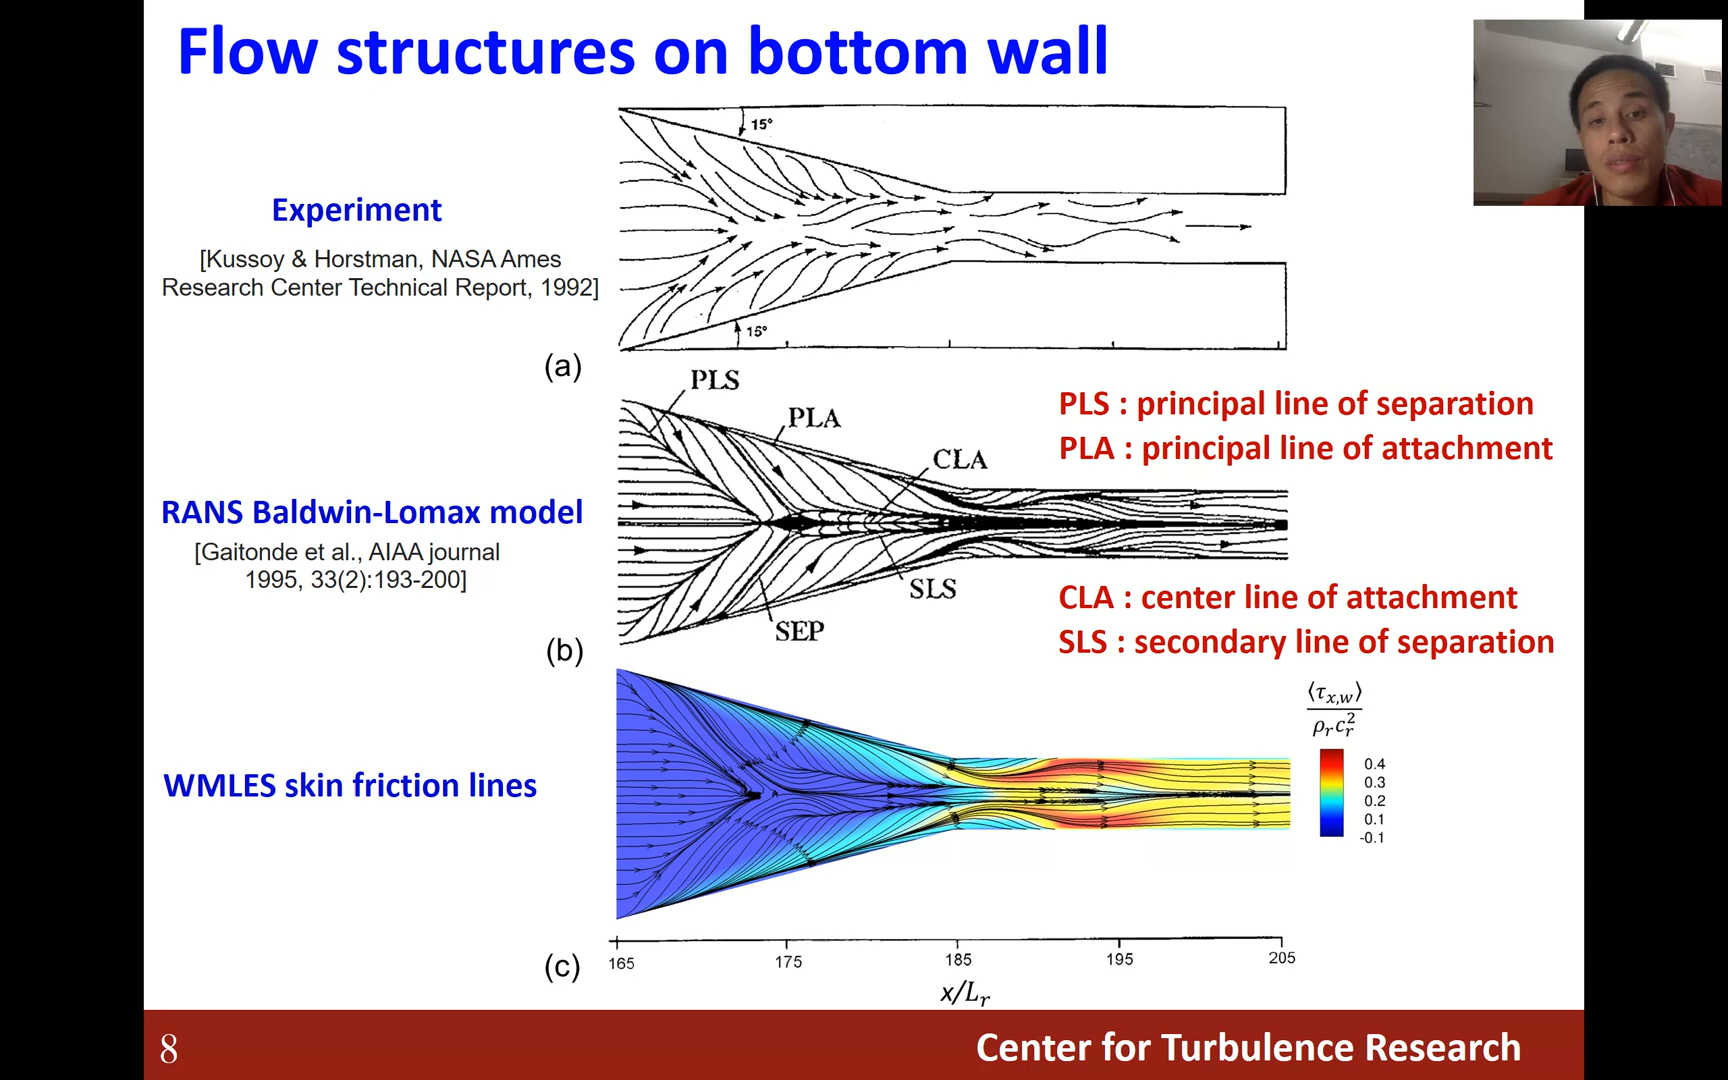 Flow structures on bottom wall
15°
Experiment
[Kussoy & Horstman, NASA Ames
Research Center Technical Report, 1992]
15°
(a)
PLS
PLA
CLA
PLS : principal line of separation
PLA : principal line of attachment
RANS Baldwin-Lomax model
[Gaitonde et al., AIAA journal
1995, 33(2):193-200]
SLS
SEP
(b)
CLA : center line of attachment
SLS : secondary line of separation
WMLES skin friction lines
⟨τx,w⟩
ρr cr²
0.4
0.3
0.2
0.1
-0.1
165 175 185 195 205
(c)
x/Lr
8
Center for Turbulence Research